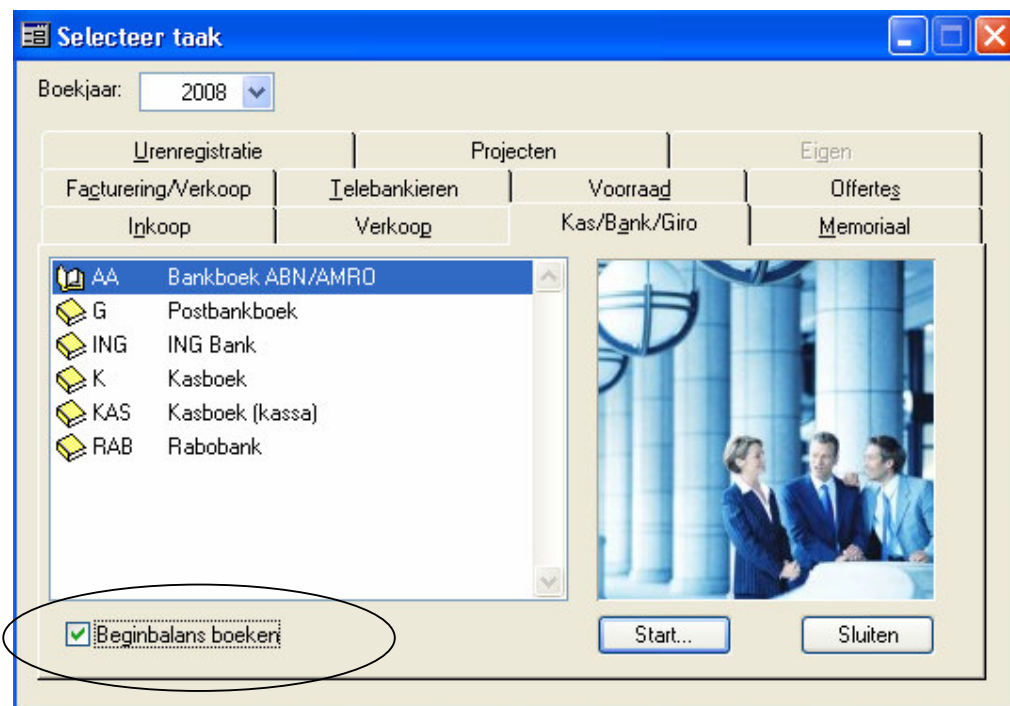 Selecteer taak
Boekjaar: 2008
Urenregistratie Projecten Eigen
Facturering/Verkoop Telebankieren Voorraad Offertes
Inkoop Verkoop Kas/Bank/Giro Memoriaal
AA Bankboek ABN/AMRO
G Postbankboek
ING ING Bank
K Kasboek
KAS Kasboek (kassa)
RAB Rabobank
Beginbalans boeken Start... Sluiten